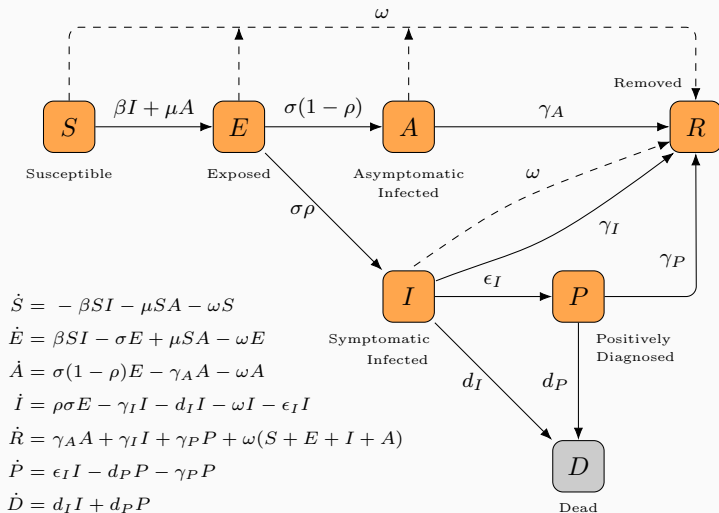 ω
Removed
βI + μA
σ(1 − ρ)
γ_A
S
E
A
R
Susceptible
Exposed
Asymptomatic
Infected
ω
σρ
γ_I
ϵ_I
γ_P
I
P
Symptomatic
Infected
Positively
Diagnosed
d_I
d_P
D
Dead
Ṡ = − βSI − μSA − ωS
Ė = βSI − σE + μSA − ωE
Ȧ = σ(1 − ρ)E − γ_A A − ωA
İ = ρσE − γ_I I − d_I I − ωI − ϵ_I I
Ṙ = γ_A A + γ_I I + γ_P P + ω(S + E + I + A)
Ṗ = ϵ_I I − d_P P − γ_P P
Ḋ = d_I I + d_P P